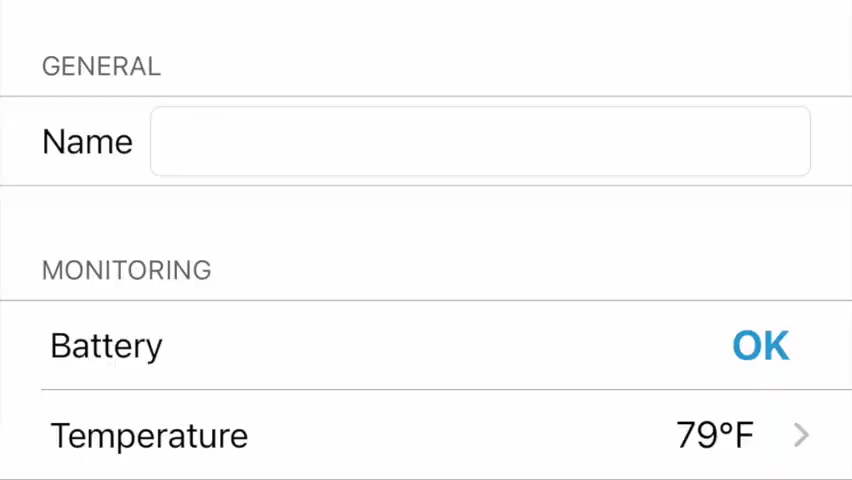 GENERAL
Name
MONITORING
Battery OK
Temperature 79°F